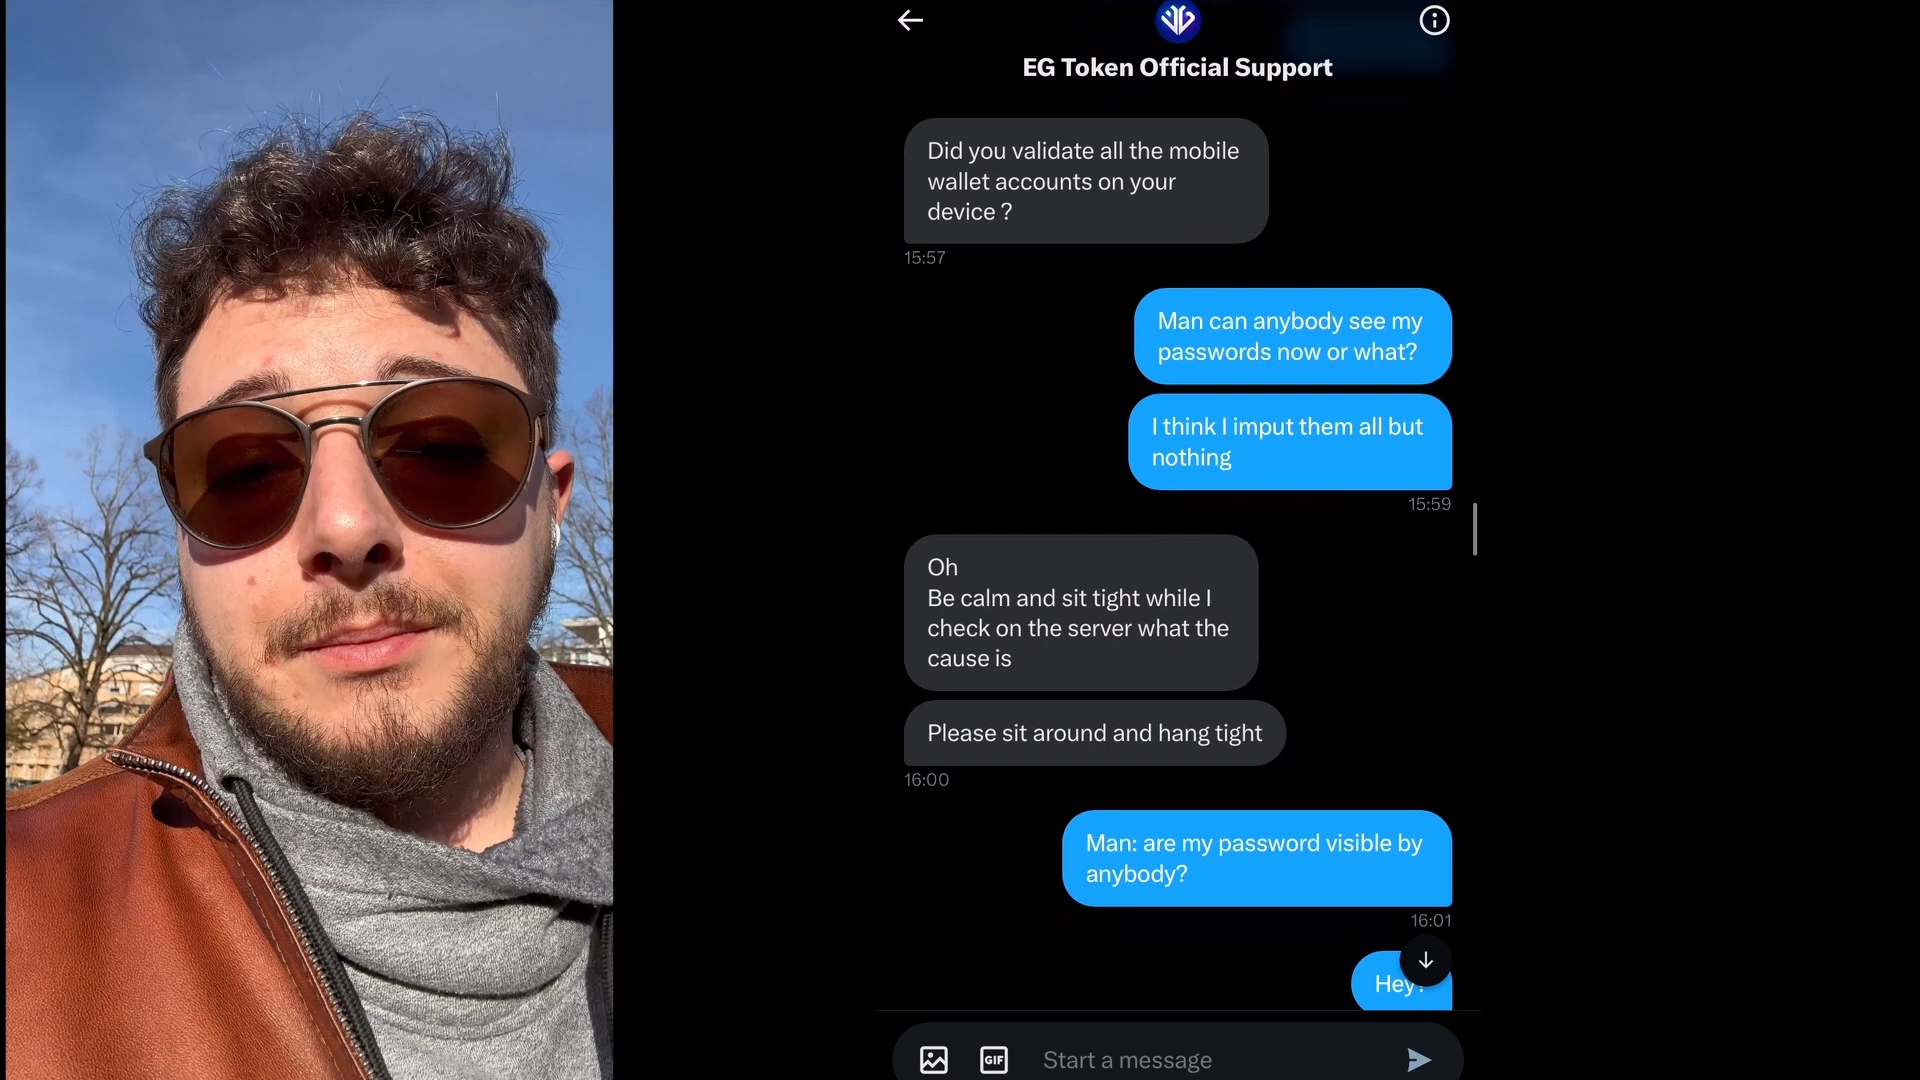 EG Token Official Support
Did you validate all the mobile
wallet accounts on your
device ?
15:57
Man can anybody see my
passwords now or what?
I think I imput them all but
nothing
15:59
Oh
Be calm and sit tight while I
check on the server what the
cause is
Please sit around and hang tight
16:00
Man: are my password visible by
anybody?
16:01
Hey?
GIF
Start a message